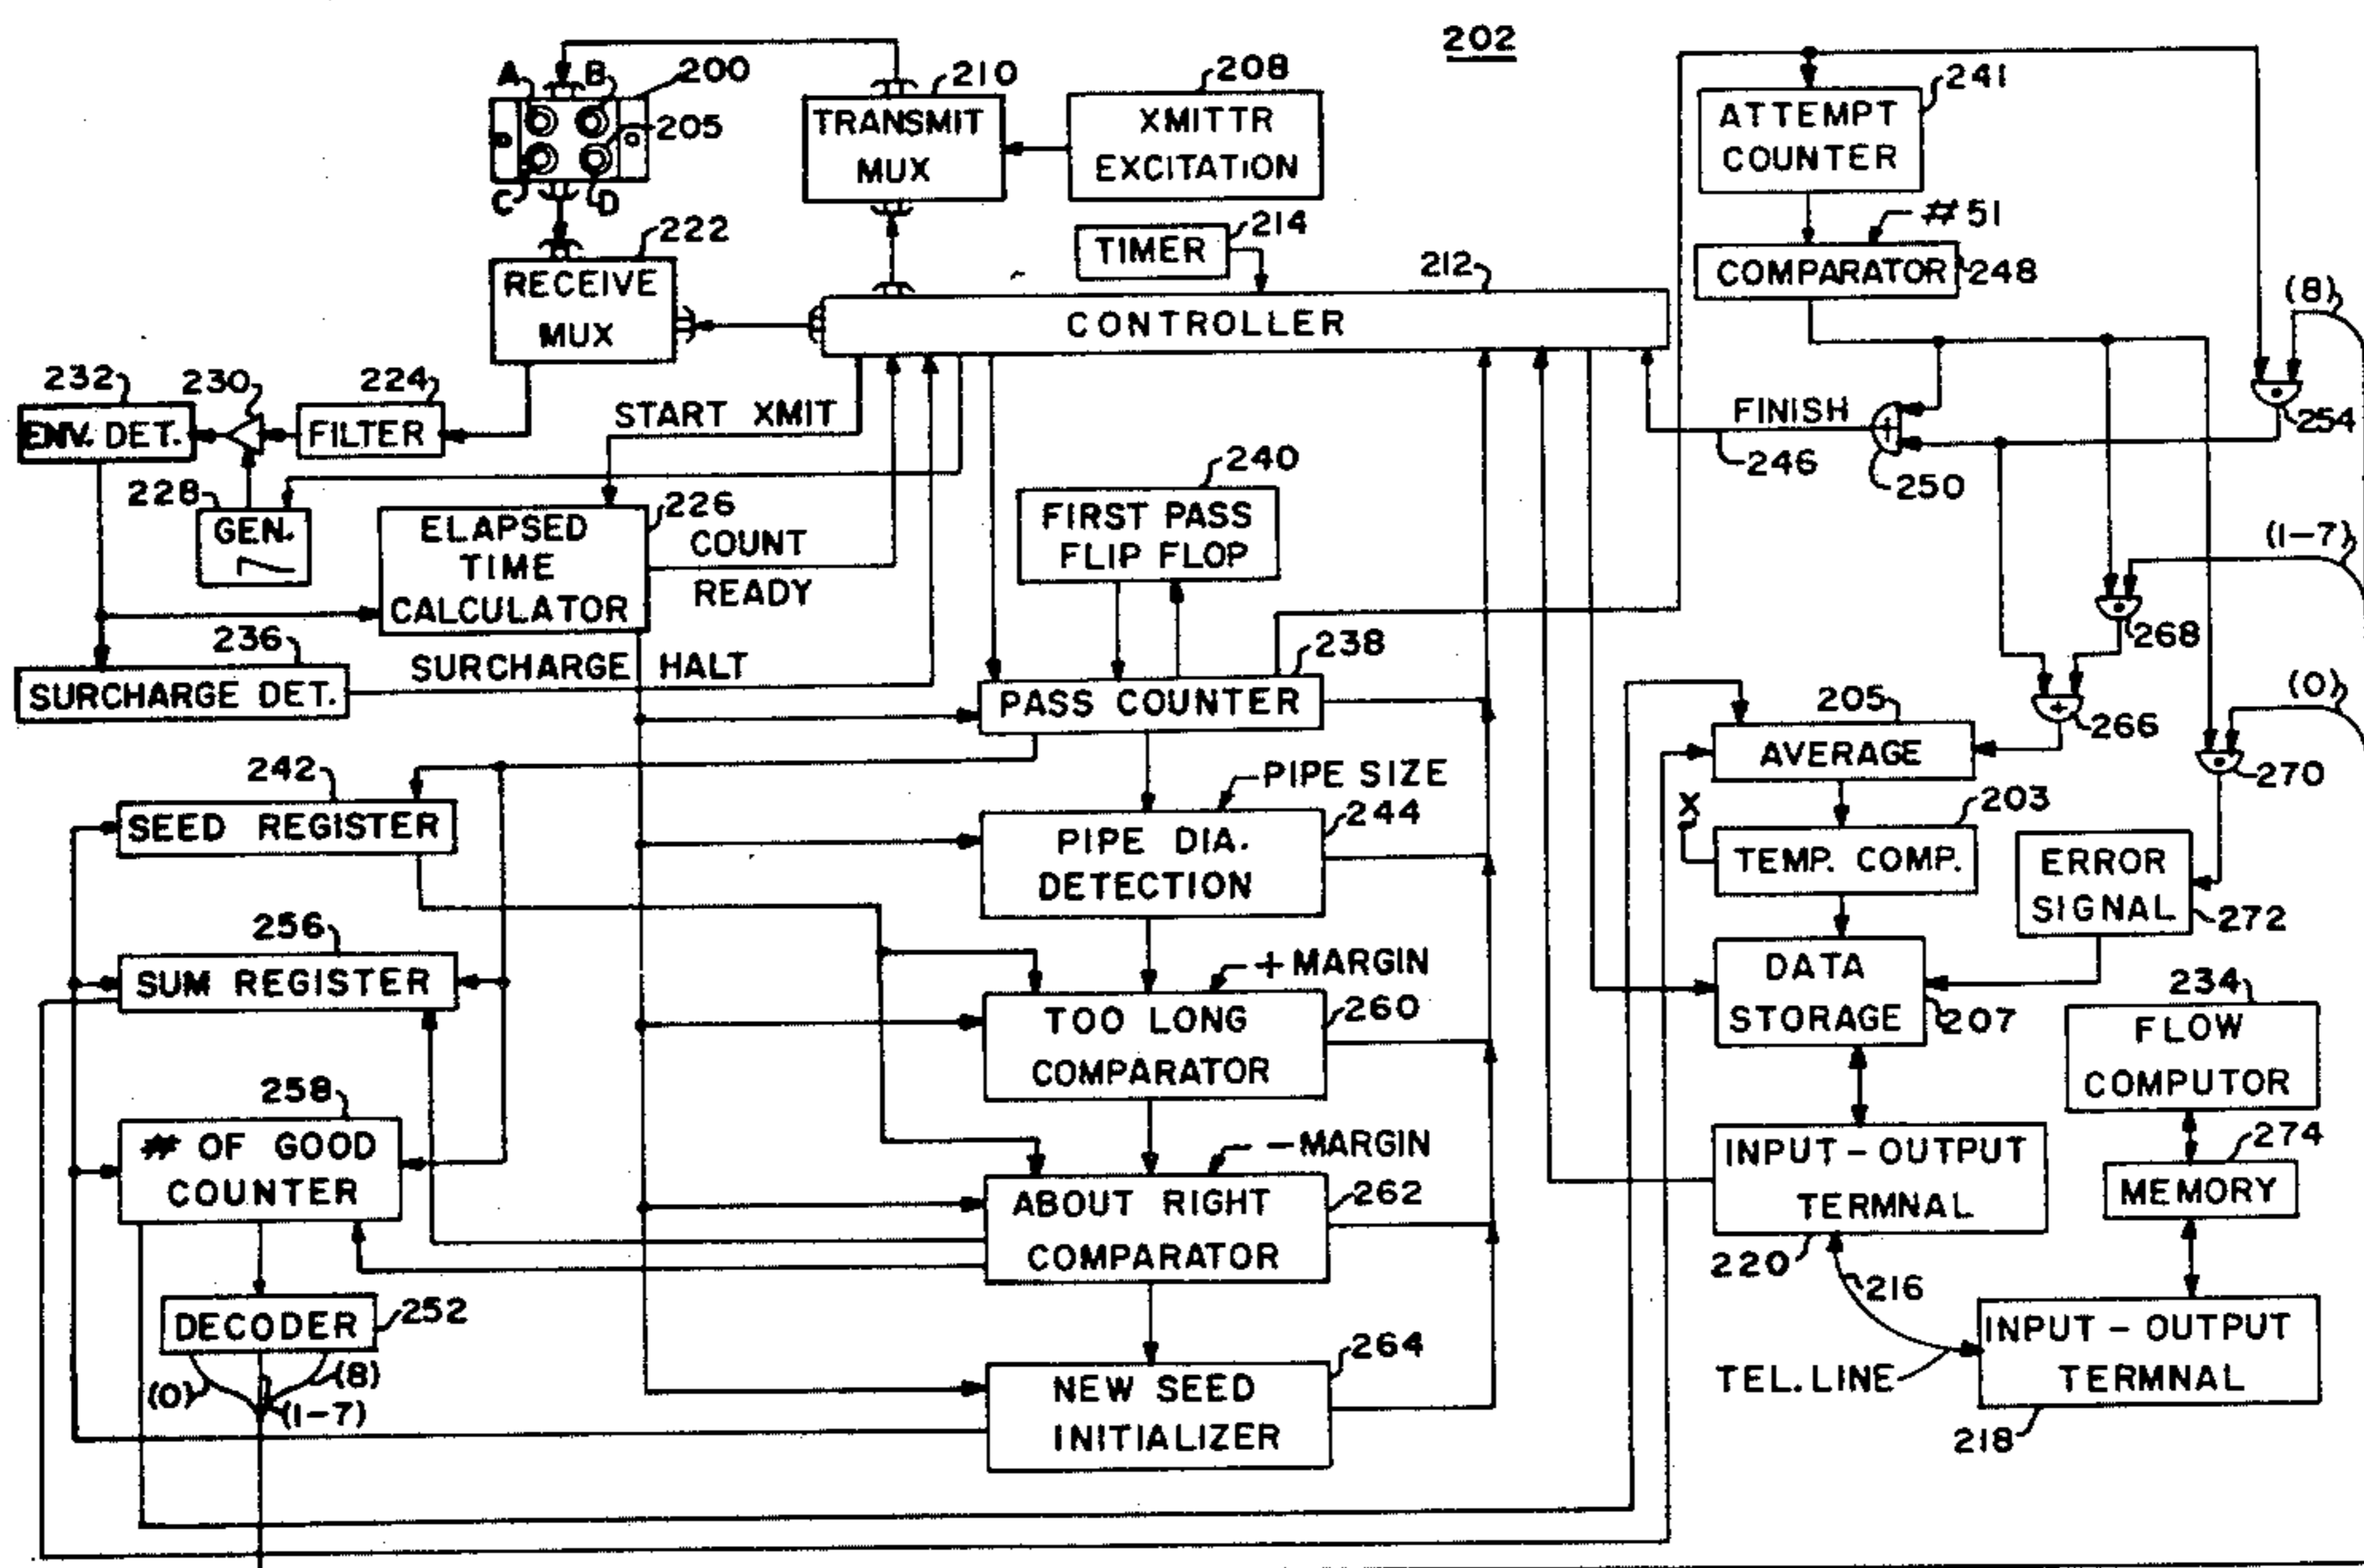 202
A
B
200
205
C
D
210
TRANSMIT
MUX
208
XMITTR
EXCITATION
241
ATTEMPT
COUNTER
#51
COMPARATOR
248
(8)
254
222
RECEIVE
MUX
214
TIMER
212
CONTROLLER
FINISH
246
250
232
ENV. DET.
230
224
FILTER
START XMIT
228
GEN.
226
ELAPSED
TIME
CALCULATOR
COUNT
READY
240
FIRST PASS
FLIP FLOP
(1-7)
268
236
SURCHARGE DET.
SURCHARGE HALT
238
PASS COUNTER
205
AVERAGE
266
(0)
270
242
SEED REGISTER
PIPE SIZE
244
PIPE DIA.
DETECTION
X
203
TEMP. COMP.
ERROR
SIGNAL
272
256
SUM REGISTER
+ MARGIN
260
TOO LONG
COMPARATOR
DATA
STORAGE
207
234
FLOW
COMPUTOR
258
# OF GOOD
COUNTER
- MARGIN
262
ABOUT RIGHT
COMPARATOR
INPUT - OUTPUT
TERMNAL
220
274
MEMORY
216
252
DECODER
(0)
(8)
(1-7)
264
NEW SEED
INITIALIZER
TEL. LINE
INPUT - OUTPUT
TERMNAL
218